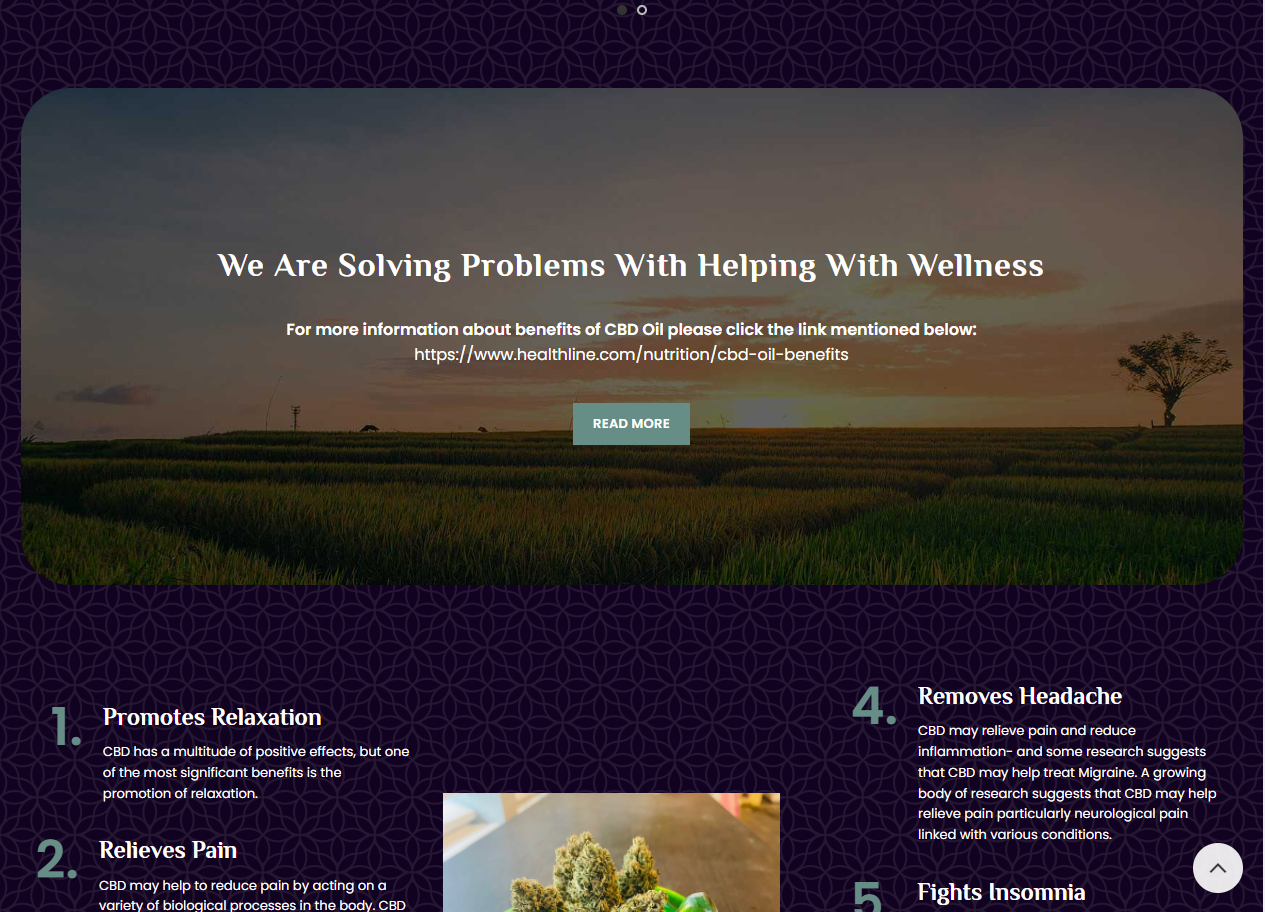 We Are Solving Problems With Helping With Wellness
For more information about benefits of CBD Oil please click the link mentioned below:
https://www.healthline.com/nutrition/cbd-oil-benefits
READ MORE
1.
Promotes Relaxation
CBD has a multitude of positive effects, but one
of the most significant benefits is the
promotion of relaxation.
2.
Relieves Pain
CBD may help to reduce pain by acting on a
variety of biological processes in the body. CBD
4.
Removes Headache
CBD may relieve pain and reduce
inflammation- and some research suggests
that CBD may help treat Migraine. A growing
body of research suggests that CBD may help
relieve pain particularly neurological pain
linked with various conditions.
5
Fights Insomnia